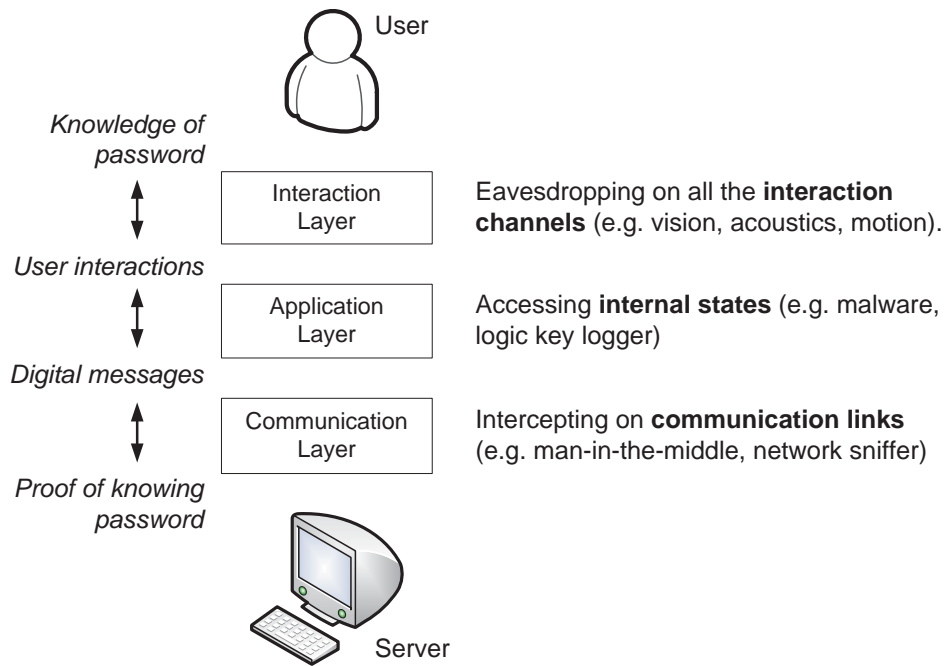 User
Knowledge of
password
Interaction
Layer
Eavesdropping on all the interaction
channels (e.g. vision, acoustics, motion).
User interactions
Application
Layer
Accessing internal states (e.g. malware,
logic key logger)
Digital messages
Communication
Layer
Intercepting on communication links
(e.g. man-in-the-middle, network sniffer)
Proof of knowing
password
Server